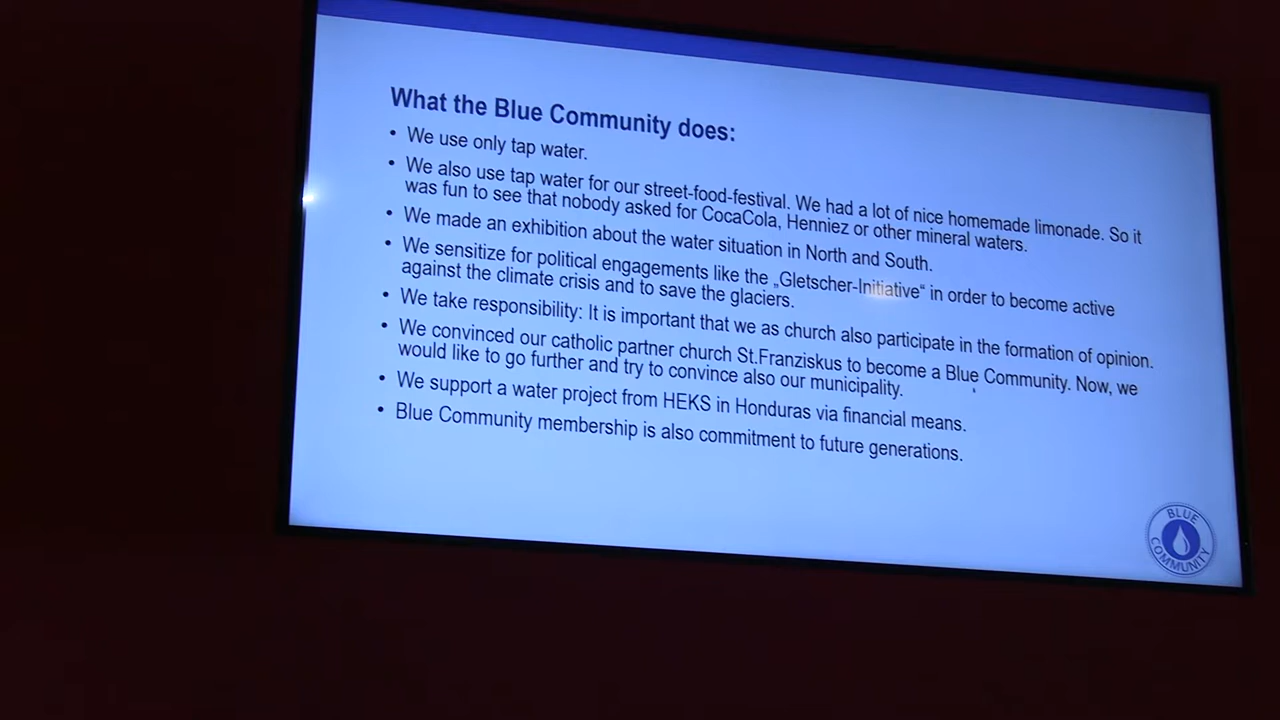 What the Blue Community does:
• We use only tap water.
• We also use tap water for our street-food-festival. We had a lot of nice homemade limonade. So it
was fun to see that nobody asked for CocaCola, Henniez or other mineral waters.
• We made an exhibition about the water situation in North and South.
• We sensitize for political engagements like the „Gletscher-Initiative“ in order to become active
against the climate crisis and to save the glaciers.
• We take responsibility: It is important that we as church also participate in the formation of opinion.
• We convinced our catholic partner church St.Franziskus to become a Blue Community. Now, we
would like to go further and try to convince also our municipality.
• We support a water project from HEKS in Honduras via financial means.
• Blue Community membership is also commitment to future generations.
BLUE
COMMUNITY